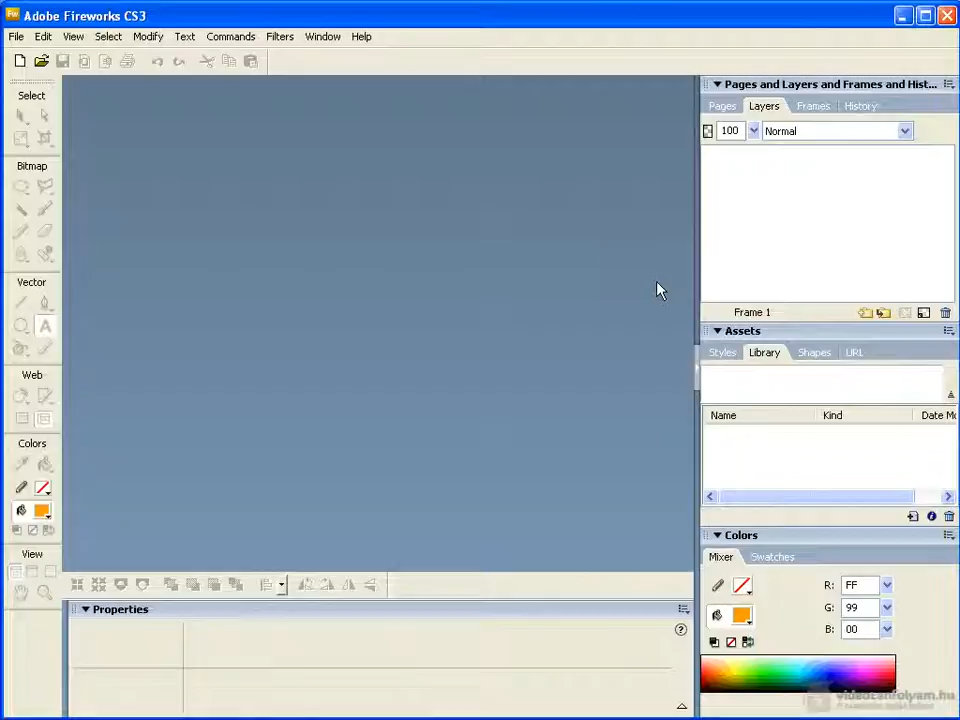 Fw Adobe Fireworks CS3
File Edit View Select Modify Text Commands Filters Window Help
Select
Bitmap
Vector
A
Web
Colors
View
Pages and Layers and Frames and Hist...
Pages Layers Frames History
100 Normal
Frame 1
Assets
Styles Library Shapes URL
Name Kind Date Mo
Colors
Mixer Swatches
R: FF
G: 99
B: 00
Properties
?
videotanfolyam.hu